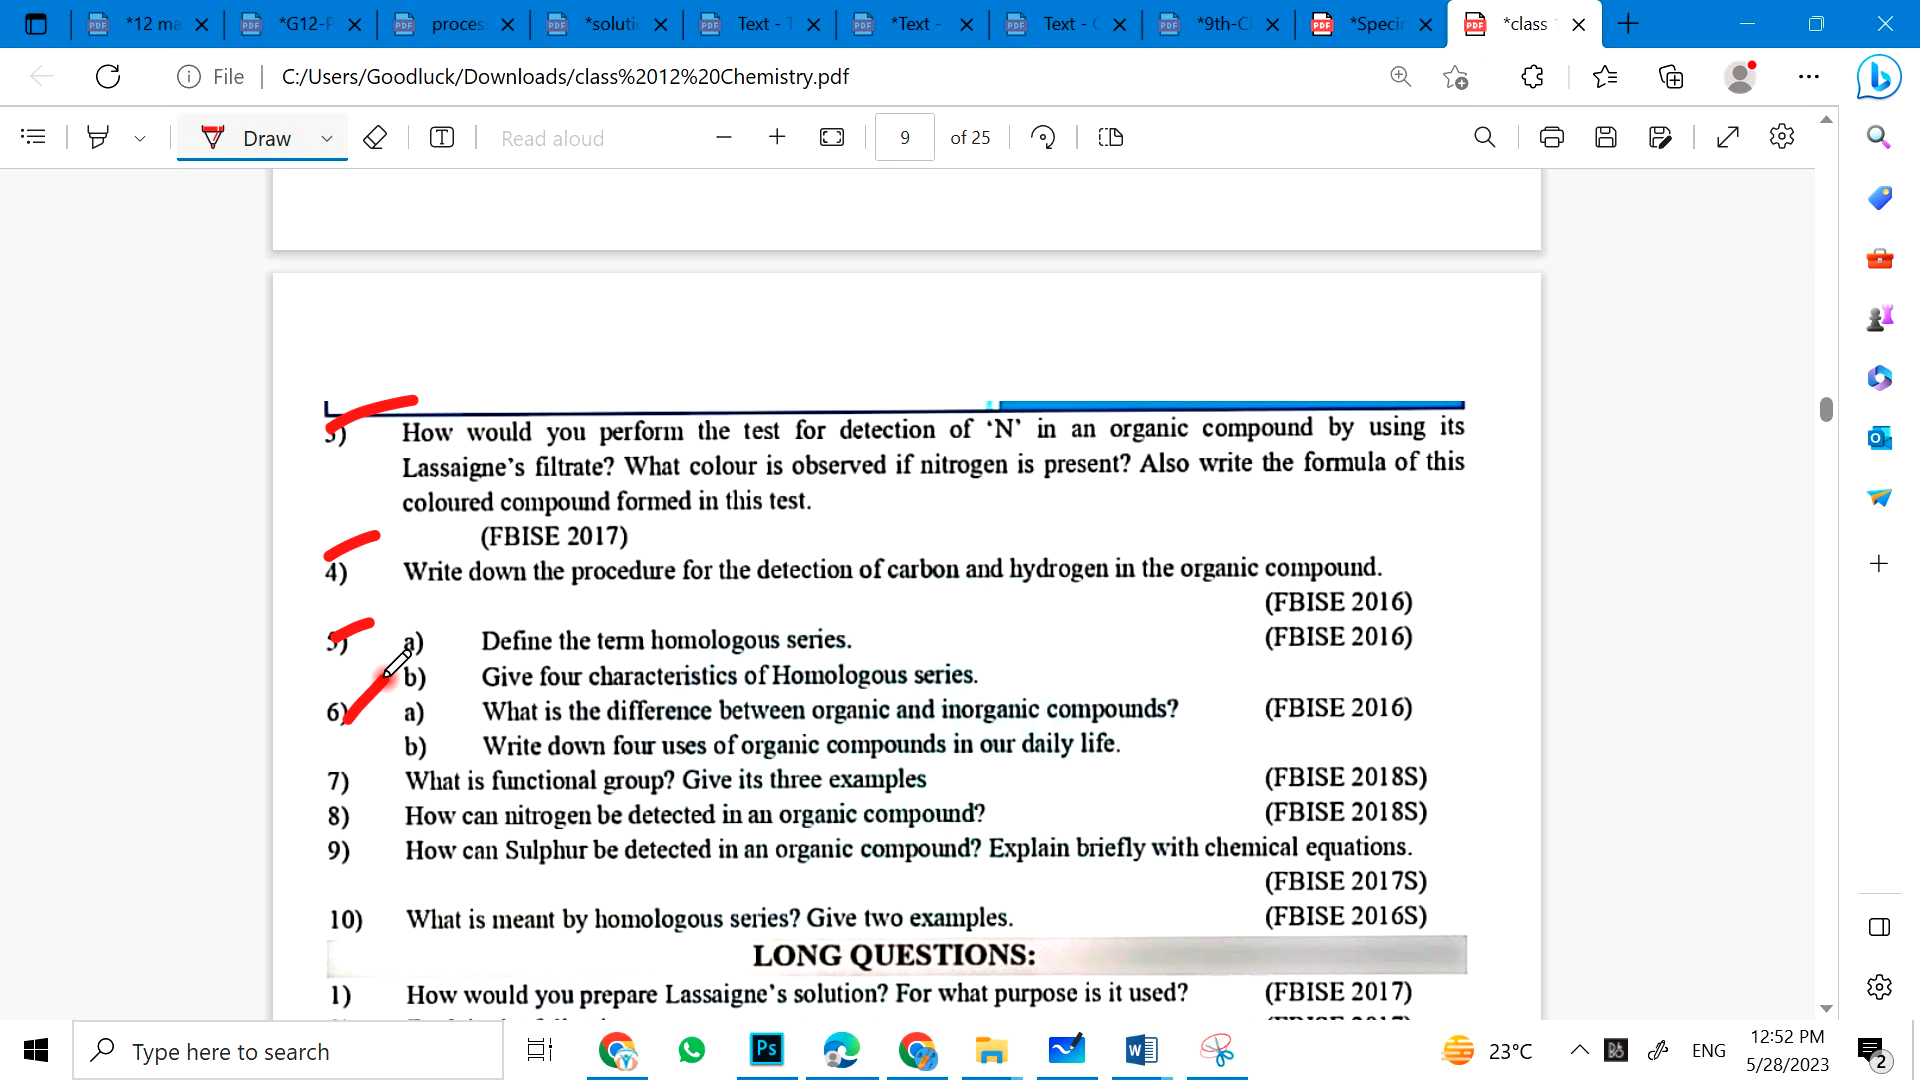 *12 ma
*G12-P
proces
*soluti
Text - T
*Text -
Text - C
*9th-Cl
*Specir
*class
File
C:/Users/Goodluck/Downloads/class%2012%20Chemistry.pdf
Draw
Read aloud
9 of 25
3) How would you perform the test for detection of ‘N’ in an organic compound by using its
Lassaigne’s filtrate? What colour is observed if nitrogen is present? Also write the formula of this
coloured compound formed in this test.
(FBISE 2017)
4) Write down the procedure for the detection of carbon and hydrogen in the organic compound.
(FBISE 2016)
5) a) Define the term homologous series. (FBISE 2016)
b) Give four characteristics of Homologous series.
6) a) What is the difference between organic and inorganic compounds? (FBISE 2016)
b) Write down four uses of organic compounds in our daily life.
7) What is functional group? Give its three examples (FBISE 2018S)
8) How can nitrogen be detected in an organic compound? (FBISE 2018S)
9) How can Sulphur be detected in an organic compound? Explain briefly with chemical equations.
(FBISE 2017S)
10) What is meant by homologous series? Give two examples. (FBISE 2016S)
LONG QUESTIONS:
1) How would you prepare Lassaigne’s solution? For what purpose is it used? (FBISE 2017)
Type here to search
Ps
23°C
ENG
12:52 PM
5/28/2023
2